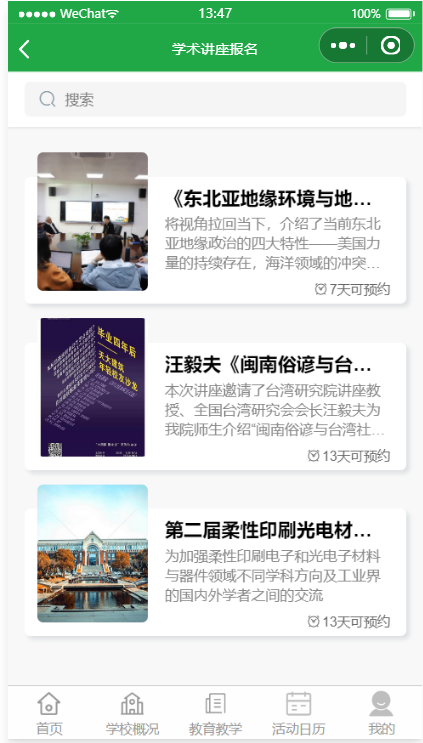 WeChat
13:47
100%
学术讲座报名
搜索
《东北亚地缘环境与地...
将视角拉回当下，介绍了当前东北
亚地缘政治的四大特性——美国力
量的持续存在，海洋领域的冲突...
7天可预约
毕业四年后
天大建筑
年轻校友沙龙
汪毅夫《闽南俗谚与台...
本次讲座邀请了台湾研究院讲座教
授、全国台湾研究会会长汪毅夫为
我院师生介绍“闽南俗谚与台湾社...
13天可预约
第二届柔性印刷光电材...
为加强柔性印刷电子和光电子材料
与器件领域不同学科方向及工业界
的国内外学者之间的交流
13天可预约
首页
学校概况
教育教学
活动日历
我的